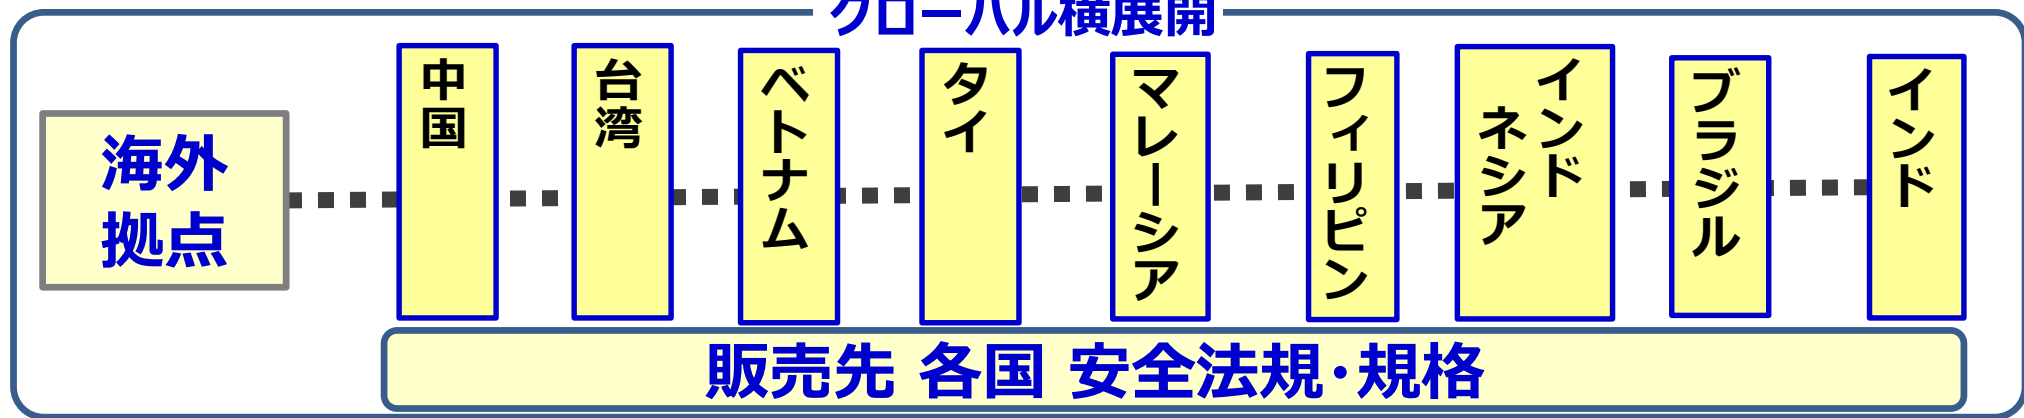 グローバル横展開
海外
拠点
中国
台湾
ベトナム
タイ
マレーシア
フィリピン
インド
ネシア
ブラジル
インド
販売先 各国 安全法規・規格